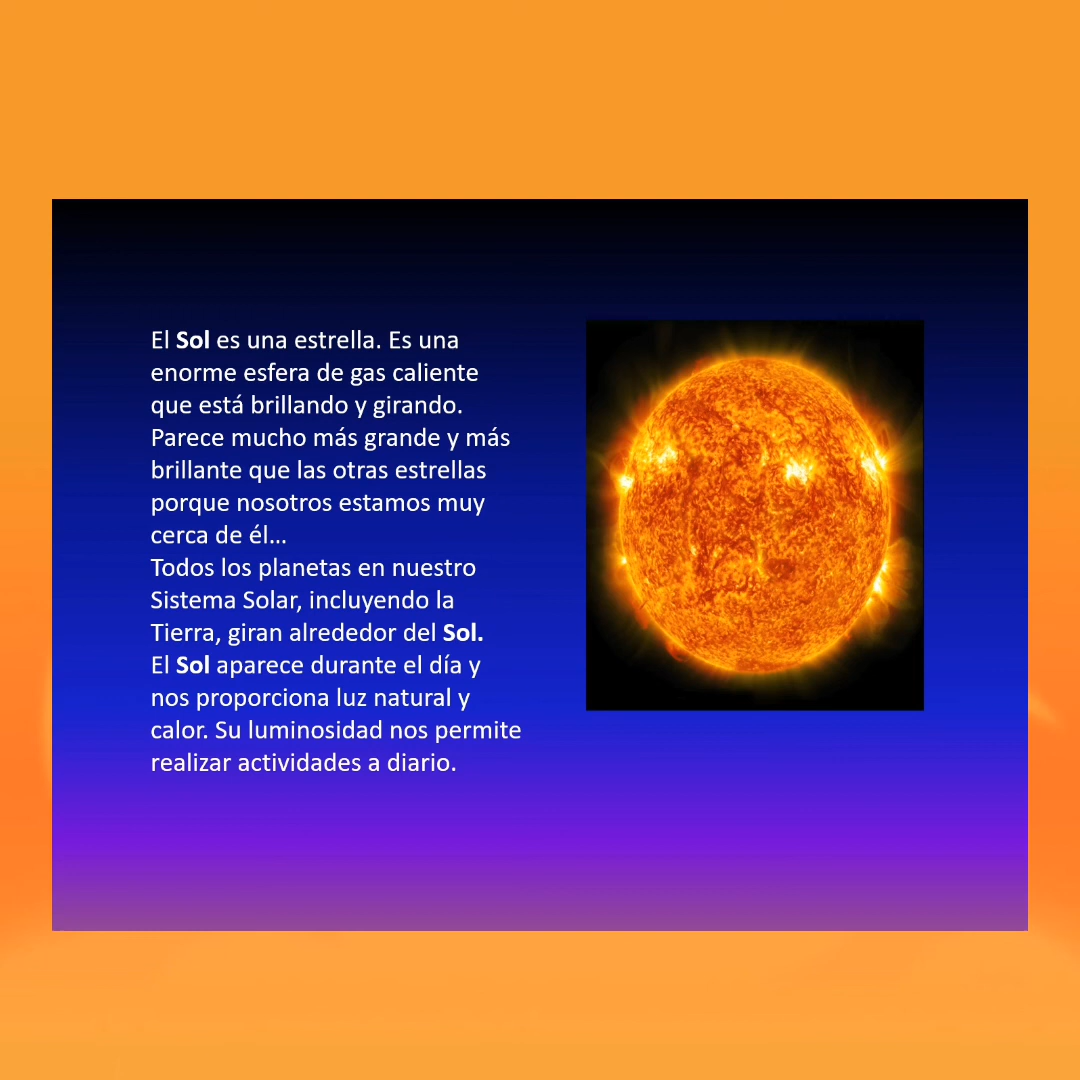 El Sol es una estrella. Es una
enorme esfera de gas caliente
que está brillando y girando.
Parece mucho más grande y más
brillante que las otras estrellas
porque nosotros estamos muy
cerca de él...
Todos los planetas en nuestro
Sistema Solar, incluyendo la
Tierra, giran alrededor del Sol.
El Sol aparece durante el día y
nos proporciona luz natural y
calor. Su luminosidad nos permite
realizar actividades a diario.